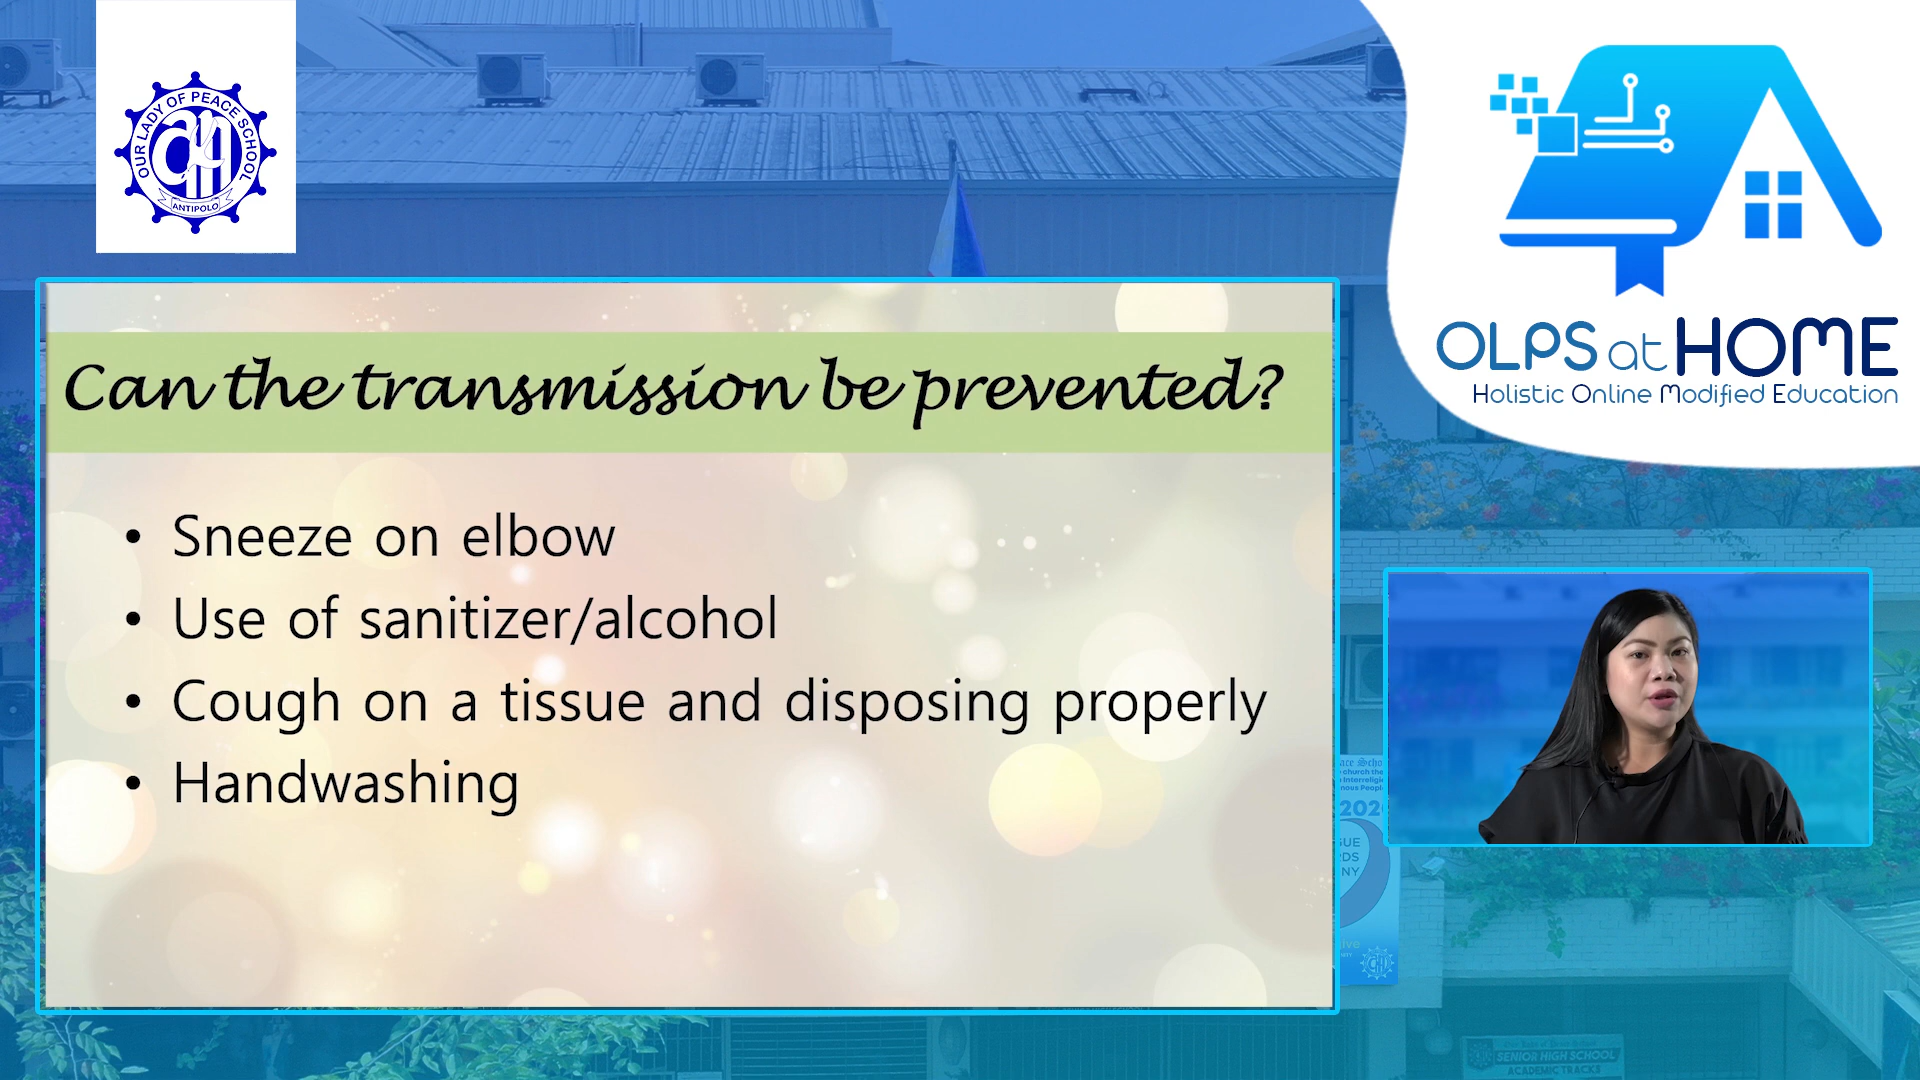 OUR LADY OF PEACE SCHOOL
ANTIPOLO
OLPS at HOME
Holistic Online Modified Education
Can the transmission be prevented?
• Sneeze on elbow
• Use of sanitizer/alcohol
• Cough on a tissue and disposing properly
• Handwashing
SENIOR HIGH SCHOOL
ACADEMIC TRACKS